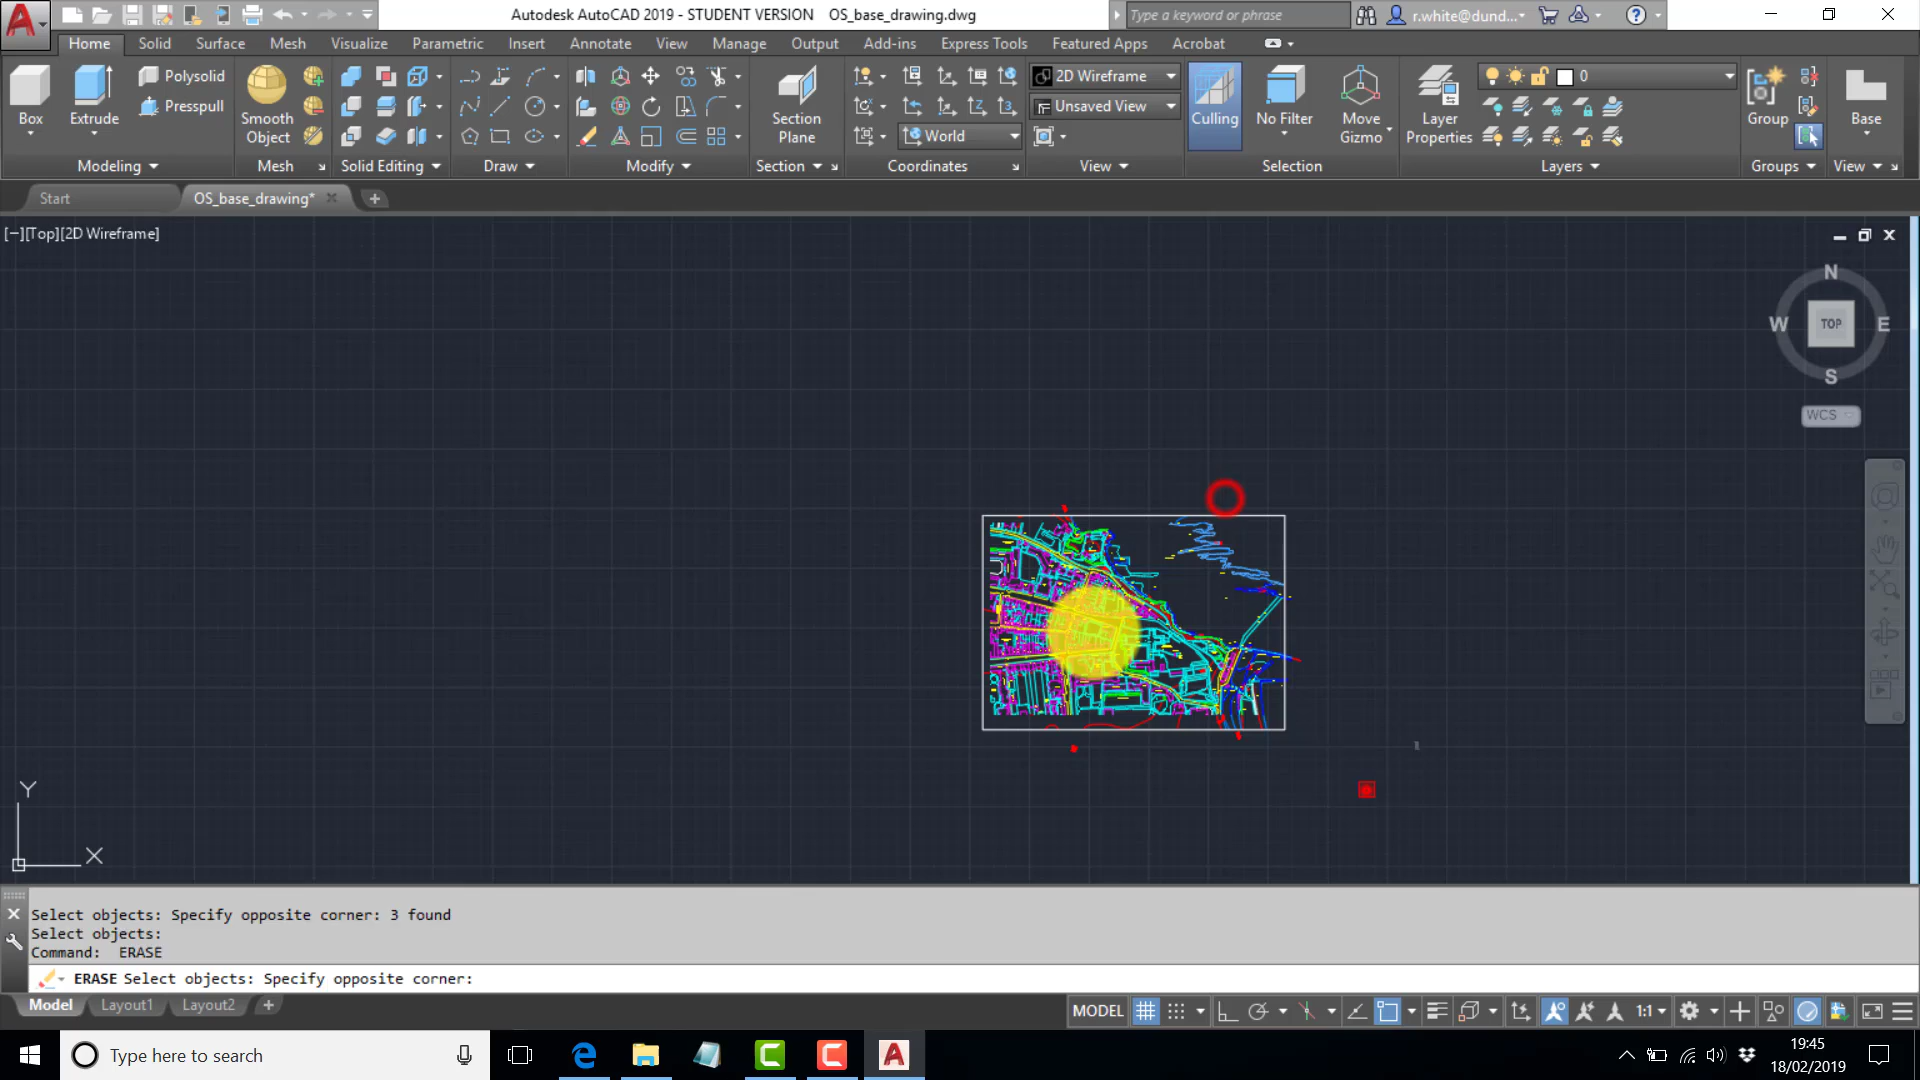 Autodesk AutoCAD 2019 - STUDENT VERSION OS_base_drawing.dwg
Type a keyword or phrase
r.white@dund...
Home Solid Surface Mesh Visualize Parametric Insert Annotate View Manage Output Add-ins Express Tools Featured Apps Acrobat
Box
Extrude
Polysolid
Presspull
Smooth
Object
Section
Plane
World
2D Wireframe
Unsaved View
Culling
No Filter
Move
Gizmo
Layer
Properties
0
Group
Base
Modeling Mesh Solid Editing Draw Modify Section Coordinates View Selection Layers Groups View
Start
OS_base_drawing*
[−][Top][2D Wireframe]
N
W
TOP
E
S
WCS
Y
X
Select objects: Specify opposite corner: 3 found
Select objects:
Command: ERASE
ERASE Select objects: Specify opposite corner:
Model Layout1 Layout2 +
MODEL
1:1
Type here to search
19:45
18/02/2019